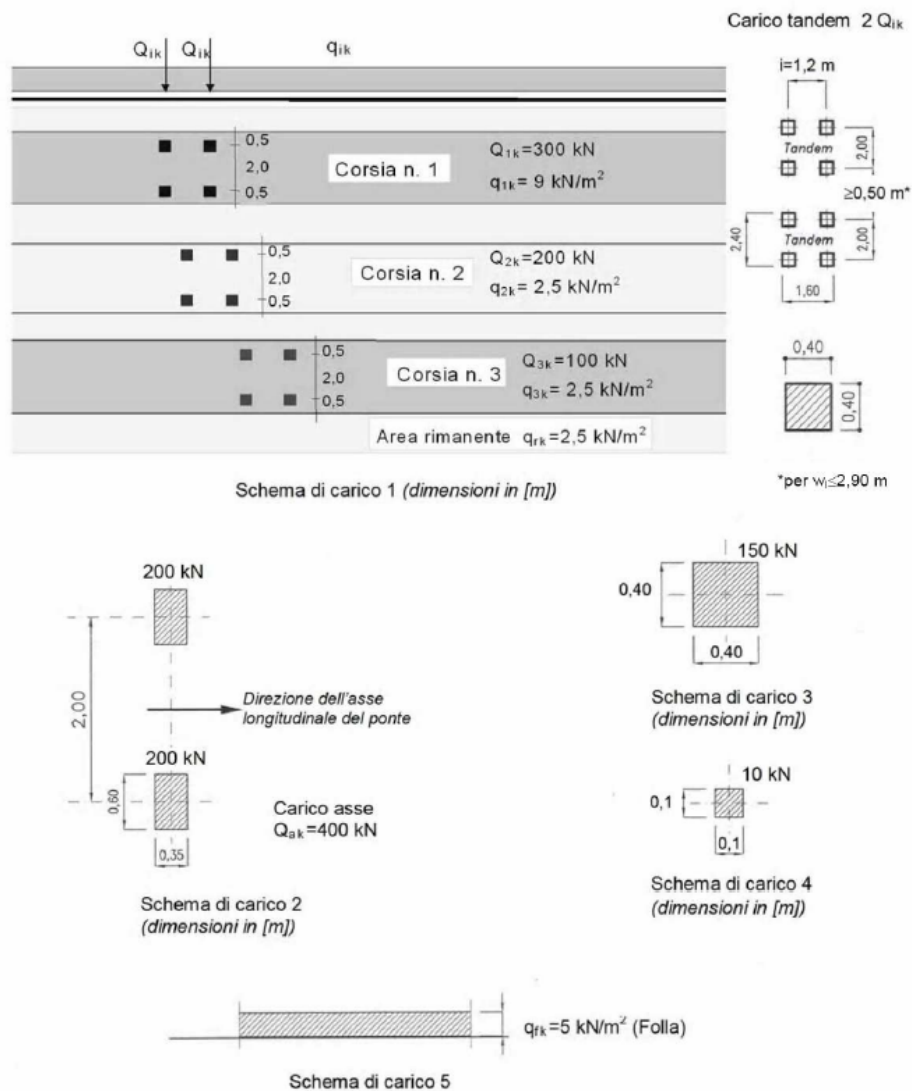 Carico tandem 2 Qik
Qik Qik qik
i=1,2 m
0,5
2,0
0,5
Corsia n. 1
Q1k=300 kN
q1k= 9 kN/m²
Tandem
2,00
≥0,50 m*
0,5
2,0
0,5
Corsia n. 2
Q2k=200 kN
q2k= 2,5 kN/m²
2,40
Tandem
2,00
1,60
0,5
2,0
0,5
Corsia n. 3
Q3k=100 kN
q3k= 2,5 kN/m²
0,40
0,40
Area rimanente qrk=2,5 kN/m²
Schema di carico 1 (dimensioni in [m])
*per wl≤2,90 m
200 kN
2,00
Direzione dell'asse
longitudinale del ponte
200 kN
0,60
0,35
Carico asse
Qak=400 kN
Schema di carico 2
(dimensioni in [m])
150 kN
0,40
0,40
Schema di carico 3
(dimensioni in [m])
10 kN
0,1
0,1
Schema di carico 4
(dimensioni in [m])
qfk=5 kN/m² (Folla)
Schema di carico 5